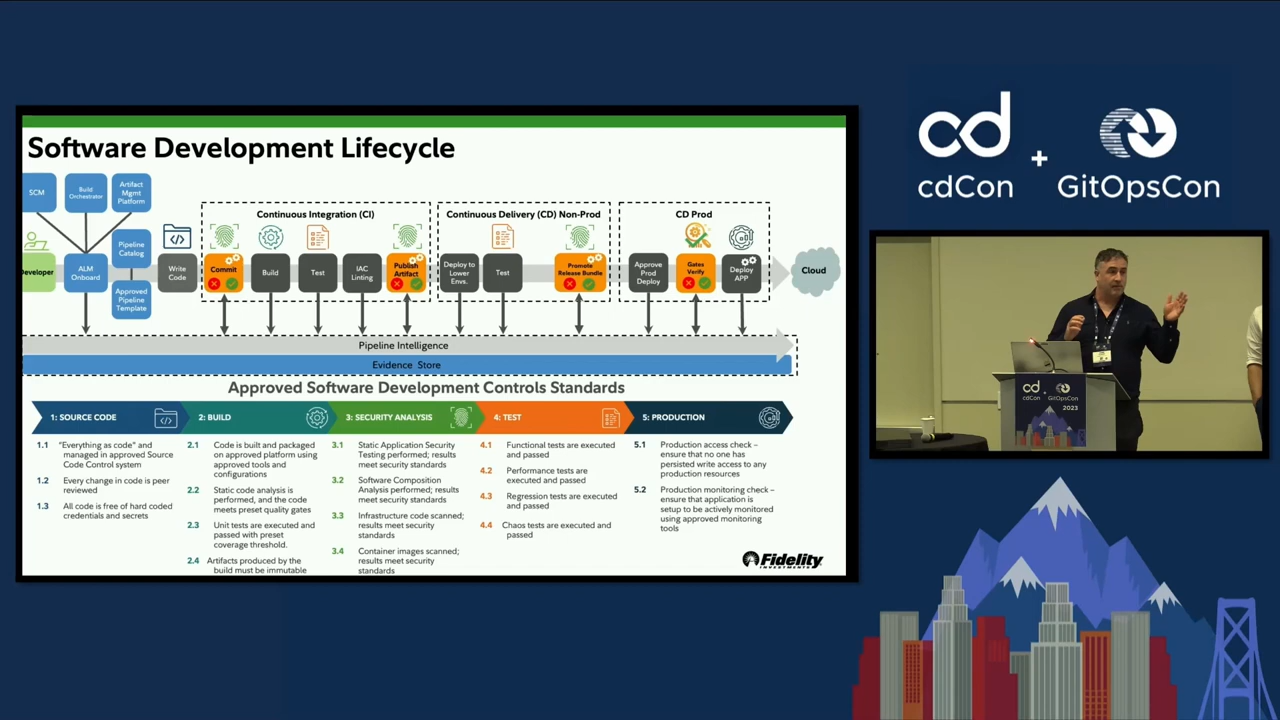 Software Development Lifecycle
SCM
Build
Orchestrator
Artifact
Mgmt
Platform
Developer
ALM
Onboard
Pipeline
Catalog
Approved
Pipeline
Template
Write
Code
Continuous Integration (CI)
Commit
Build
Test
IAC
Linting
Publish
Artifact
Continuous Delivery (CD) Non-Prod
Deploy to
Lower
Envs.
Test
Promote
Release Bundle
CD Prod
Approve
Prod
Deploy
Gates
Verify
Deploy
APP
Cloud
Pipeline Intelligence
Evidence Store
Approved Software Development Controls Standards
1: SOURCE CODE
2: BUILD
3: SECURITY ANALYSIS
4: TEST
5: PRODUCTION
1.1 "Everything as code" and
managed in approved Source
Code Control system
1.2 Every change in code is peer
reviewed
1.3 All code is free of hard coded
credentials and secrets
2.1 Code is built and packaged
on approved platform using
approved tools and
configurations
2.2 Static code analysis is
performed, and the code
meets preset quality gates
2.3 Unit tests are executed and
passed with preset
coverage threshold.
2.4 Artifacts produced by the
build must be immutable
3.1 Static Application Security
Testing performed; results
meet security standards
3.2 Software Composition
Analysis performed; results
meet security standards
3.3 Infrastructure code scanned;
results meet security
standards
3.4 Container images scanned;
results meet security
standards
4.1 Functional tests are executed
and passed
4.2 Performance tests are
executed and passed
4.3 Regression tests are executed
and passed
4.4 Chaos tests are executed and
passed
5.1 Production access check –
ensure that no one has
persisted write access to any
production resources
5.2 Production monitoring check –
ensure that application is
setup to be actively monitored
using approved monitoring
tools
Fidelity
INVESTMENTS
cd
cdCon
+
GitOpsCon
cd
cdCon
+
GitOpsCon
2023